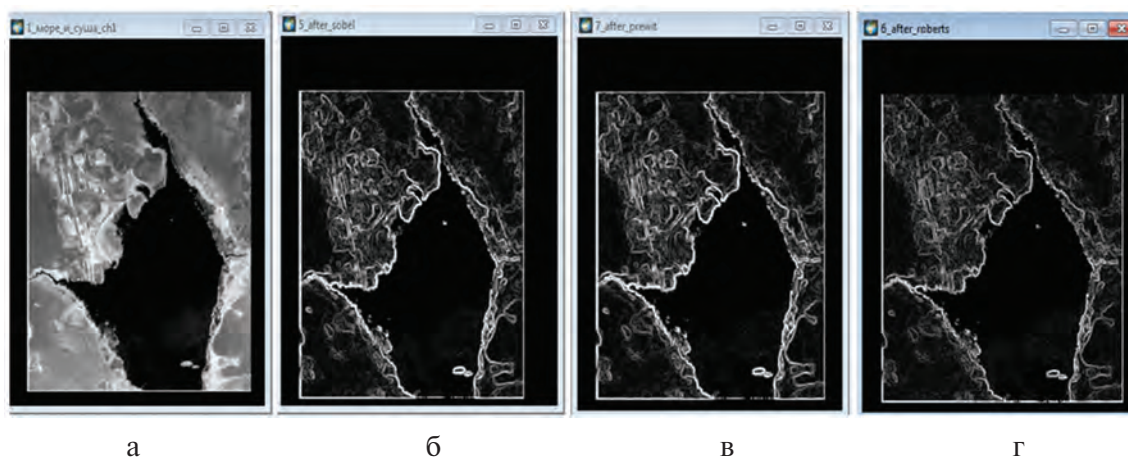 1_море_и_суша_ch1
5_after_sobel
7_after_prewit
6_after_roberts
а
б
в
г